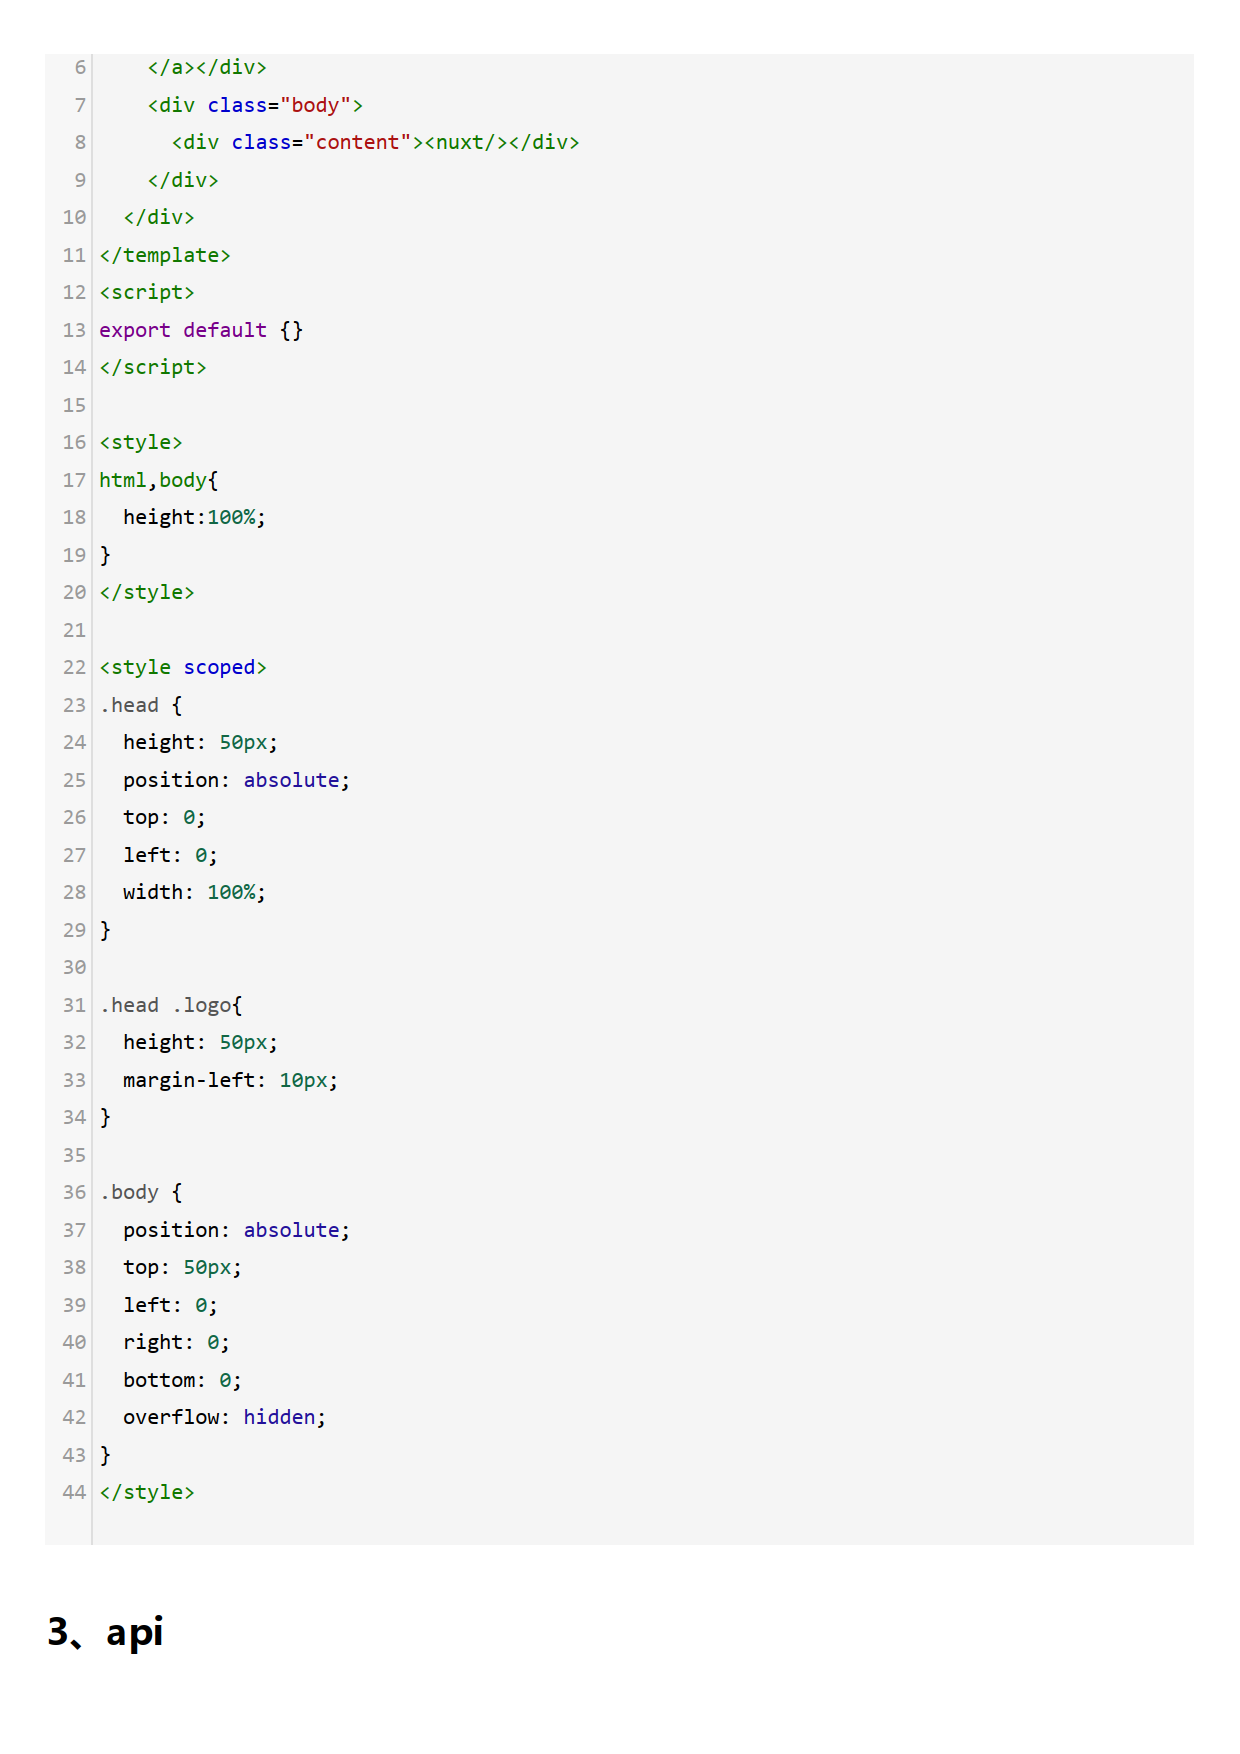 6     </a></div>
7     <div class="body">
8       <div class="content"><nuxt/></div>
9     </div>
10   </div>
11 </template>
12 <script>
13 export default {}
14 </script>
15
16 <style>
17 html,body{
18   height:100%;
19 }
20 </style>
21
22 <style scoped>
23 .head {
24   height: 50px;
25   position: absolute;
26   top: 0;
27   left: 0;
28   width: 100%;
29 }
30
31 .head .logo{
32   height: 50px;
33   margin-left: 10px;
34 }
35
36 .body {
37   position: absolute;
38   top: 50px;
39   left: 0;
40   right: 0;
41   bottom: 0;
42   overflow: hidden;
43 }
44 </style>
3、api